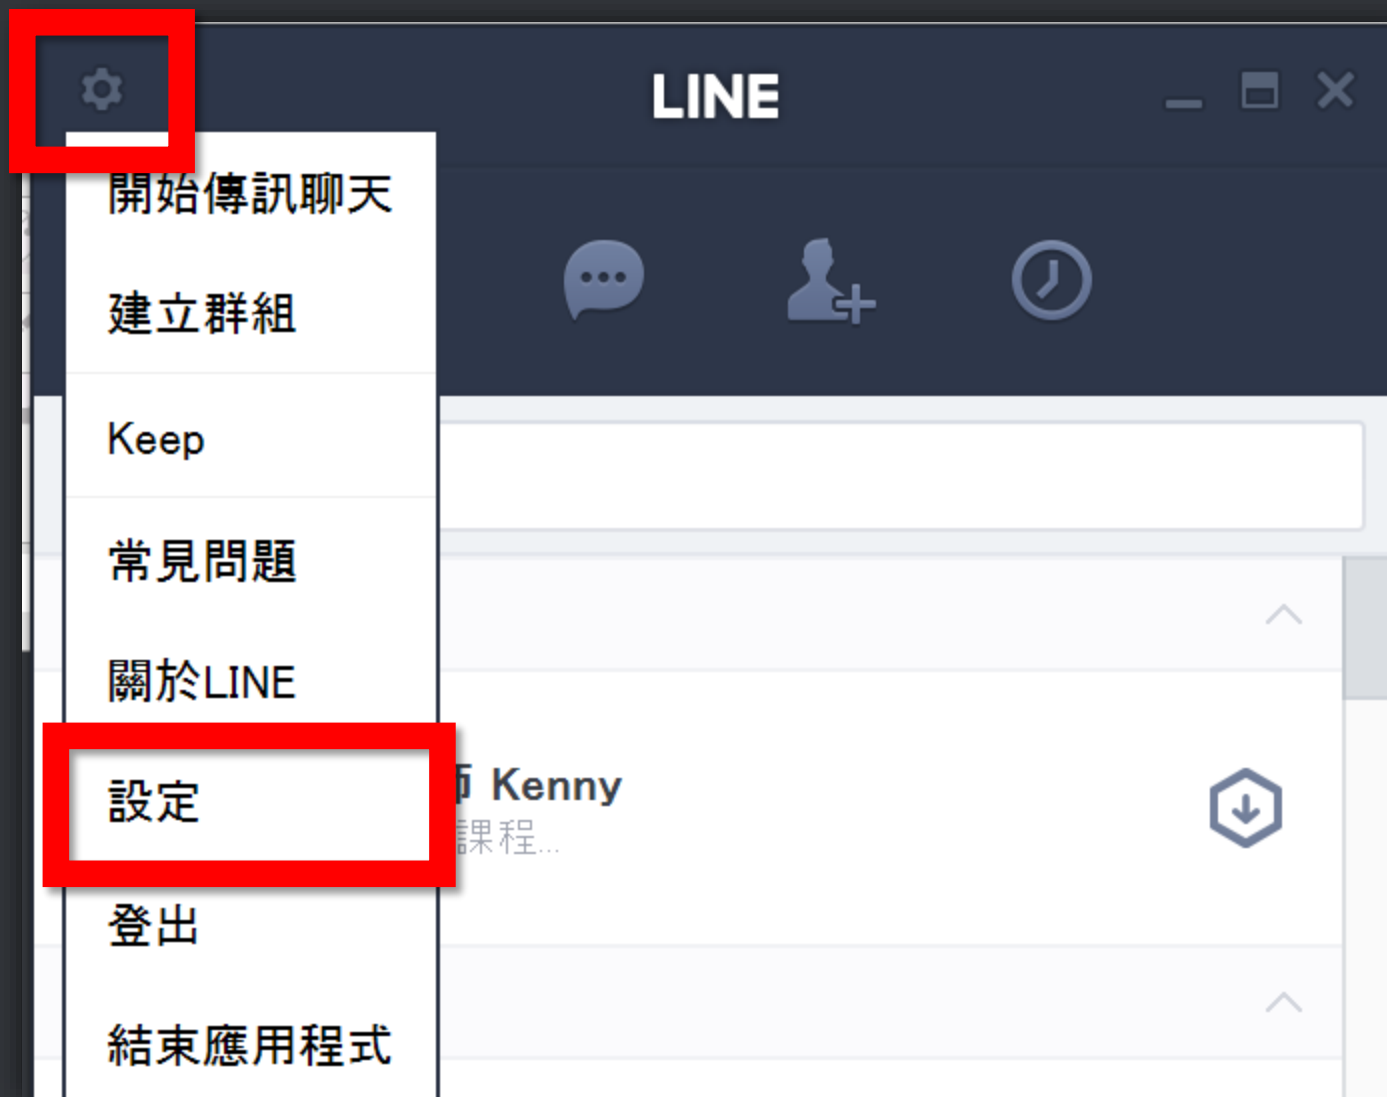 LINE
開始傳訊聊天
建立群組
Keep
常見問題
關於LINE
設定
師 Kenny
課程...
登出
結束應用程式